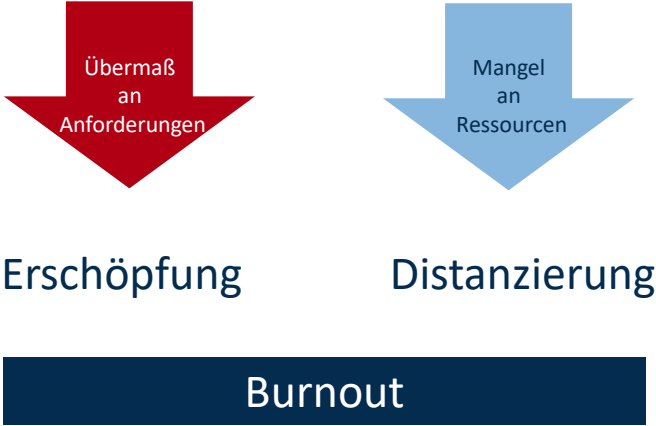 Übermaß
an
Anforderungen
Mangel
an
Ressourcen
Erschöpfung
Distanzierung
Burnout